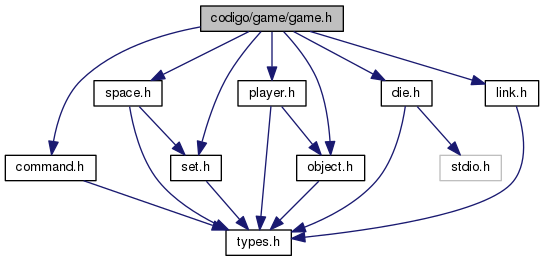 codigo/game/game.h
space.h
player.h
die.h
link.h
command.h
set.h
object.h
stdio.h
types.h